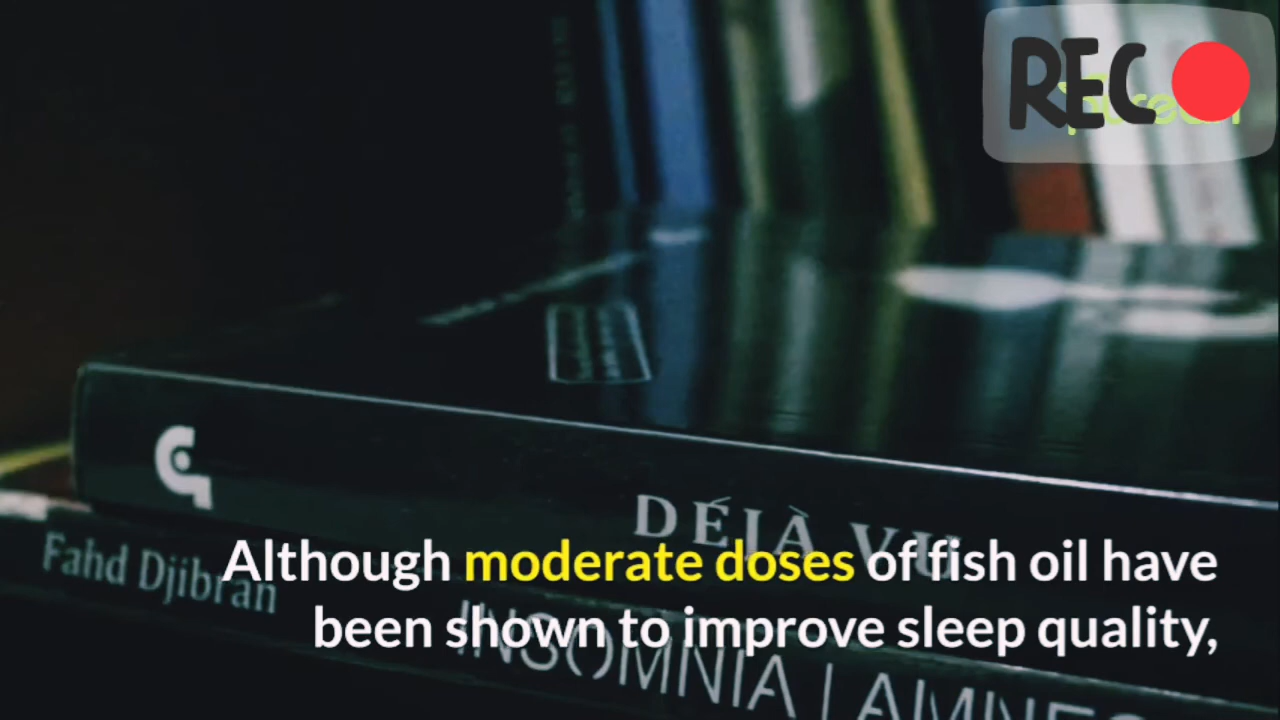 REC
DÉJÀ VU
Fahd Djibran
Although moderate doses of fish oil have
been shown to improve sleep quality,
INSOMNIA |